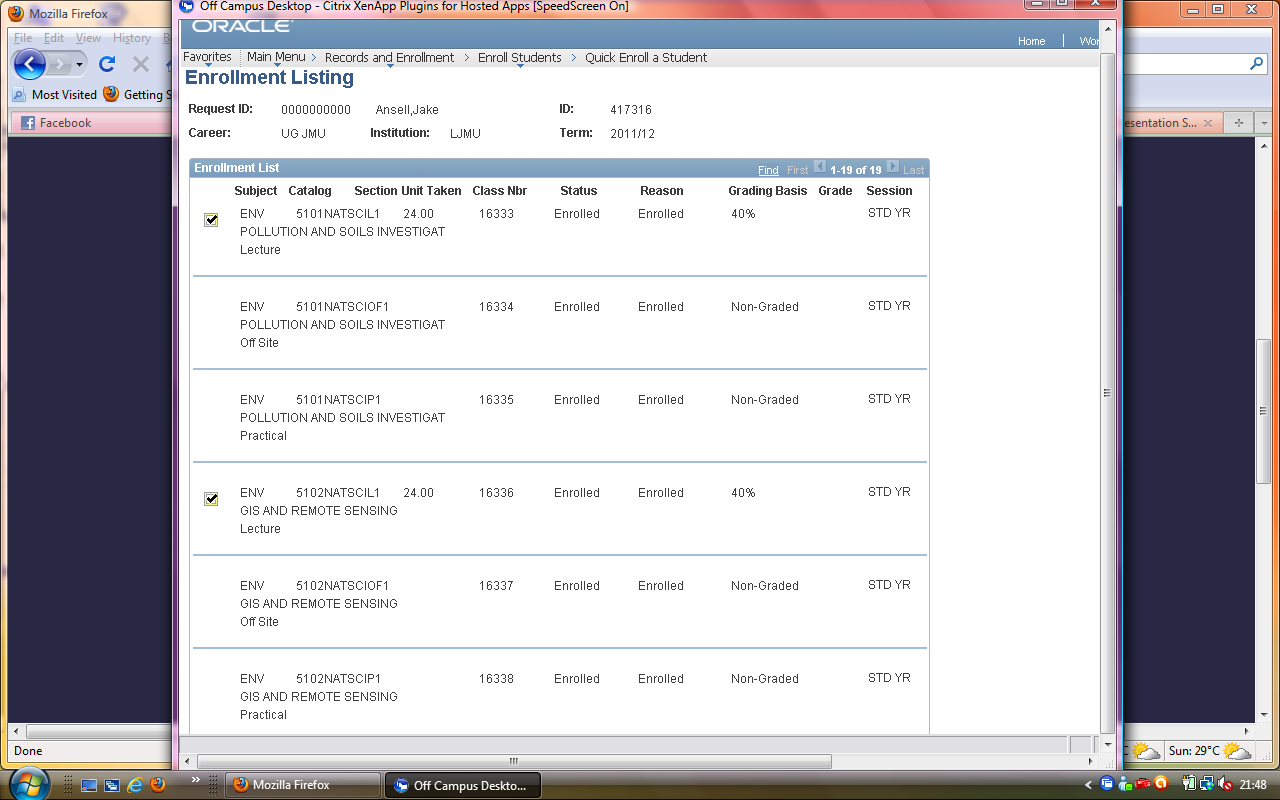 Mozilla Firefox
Off Campus Desktop - Citrix XenApp Plugins for Hosted Apps [SpeedScreen On]
File Edit View History
Most Visited Getting
Facebook
esentation S...
ORACLE
Home
Favorites Main Menu > Records and Enrollment > Enroll Students > Quick Enroll a Student
Enrollment Listing
Request ID: 0000000000 Ansell,Jake ID: 417316
Career: UG JMU Institution: LJMU Term: 2011/12
Enrollment List Find First 1-19 of 19 Last
Subject Catalog Section Unit Taken Class Nbr Status Reason Grading Basis Grade Session
ENV 5101NATSCIL1 24.00 16333 Enrolled Enrolled 40% STD YR
POLLUTION AND SOILS INVESTIGAT
Lecture
ENV 5101NATSCIOF1 16334 Enrolled Enrolled Non-Graded STD YR
POLLUTION AND SOILS INVESTIGAT
Off Site
ENV 5101NATSCIP1 16335 Enrolled Enrolled Non-Graded STD YR
POLLUTION AND SOILS INVESTIGAT
Practical
ENV 5102NATSCIL1 24.00 16336 Enrolled Enrolled 40% STD YR
GIS AND REMOTE SENSING
Lecture
ENV 5102NATSCIOF1 16337 Enrolled Enrolled Non-Graded STD YR
GIS AND REMOTE SENSING
Off Site
ENV 5102NATSCIP1 16338 Enrolled Enrolled Non-Graded STD YR
GIS AND REMOTE SENSING
Practical
Done
Sun: 29°C
Mozilla Firefox
Off Campus Deskto...
21:48